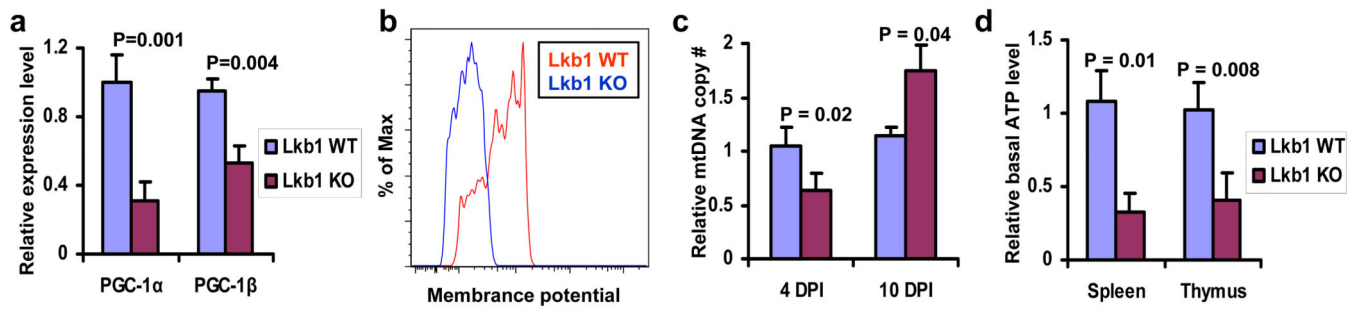 a
P=0.001
P=0.004
1.2
0.8
0.4
0
Relative expression level
PGC-1α
PGC-1β
Lkb1 WT
Lkb1 KO
b
Lkb1 WT
Lkb1 KO
% of Max
Membrance potential
c
P = 0.04
P = 0.02
2
1.5
1
0.5
0
Relative mtDNA copy #
4 DPI
10 DPI
d
P = 0.01
P = 0.008
1.5
1
0.5
0
Relative basal ATP level
Spleen
Thymus
Lkb1 WT
Lkb1 KO